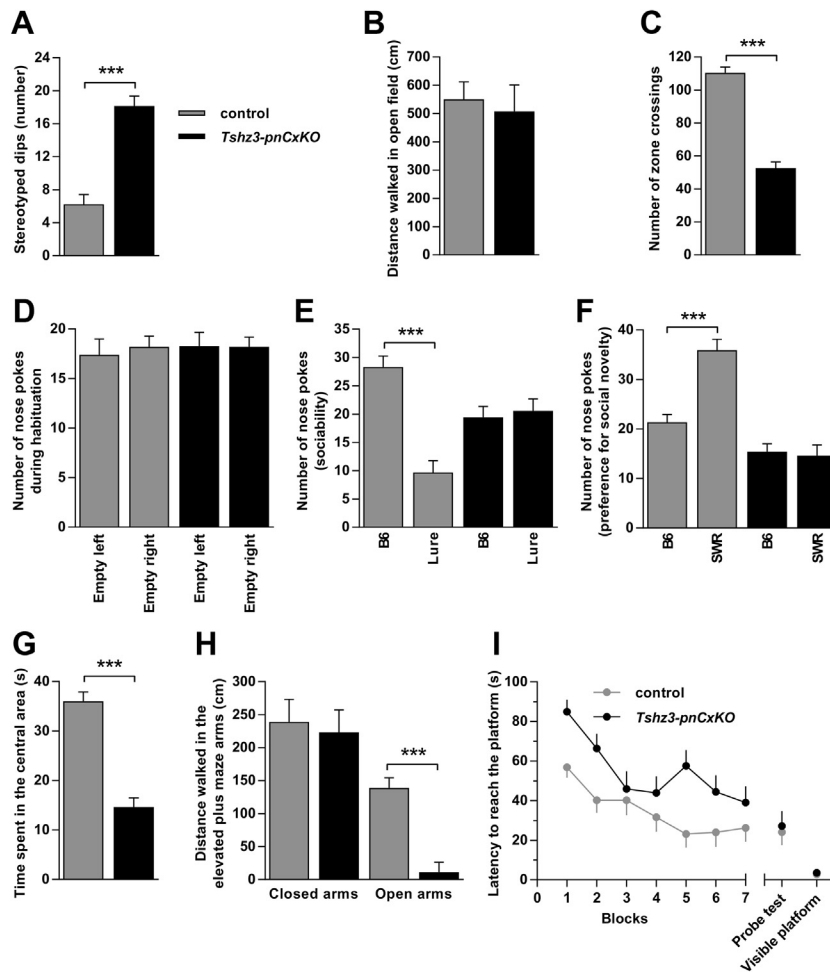 A
Stereotyped dips (number)
24
20
16
12
8
4
0
***
control
Tshz3-pnCxKO
B
Distance walked in open field (cm)
700
600
500
400
300
200
100
0
C
Number of zone crossings
120
100
80
60
40
20
0
***
D
Number of nose pokes
during habituation
20
15
10
5
0
Empty left
Empty right
Empty left
Empty right
E
Number of nose pokes
(sociability)
35
30
25
20
15
10
5
0
***
B6
Lure
B6
Lure
F
Number of nose pokes
(preference for social novelty)
40
30
20
10
0
***
B6
SWR
B6
SWR
G
Time spent in the central area (s)
40
30
20
10
0
***
H
Distance walked in the
elevated plus maze arms (cm)
300
250
200
150
100
50
0
***
Closed arms
Open arms
I
Latency to reach the platform (s)
100
80
60
40
20
0
control
Tshz3-pnCxKO
0 1 2 3 4 5 6 7
Blocks
Probe test
Visible platform